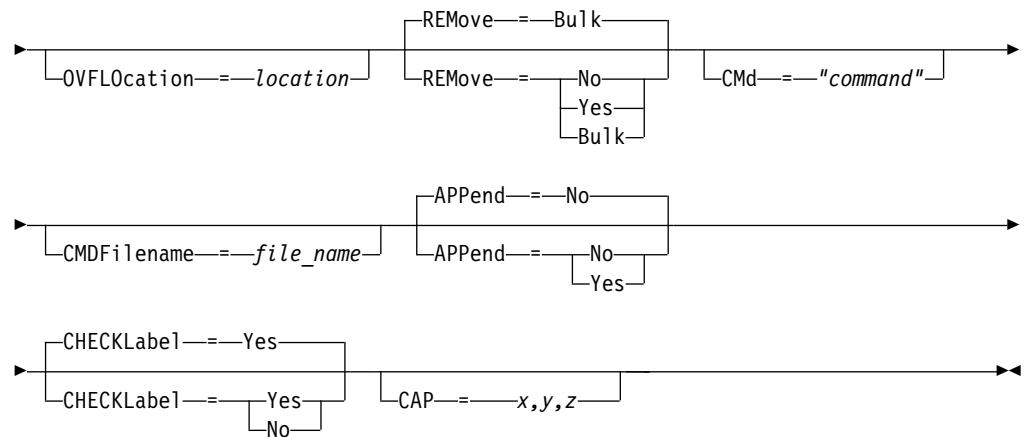 REMove = Bulk
OVFLOcation = location REMove = No CMd = "command"
Yes
Bulk
APPend = No
CMDFilename = file_name APPend = No
Yes
CHECKLabel = Yes
CHECKLabel = Yes CAP = x,y,z
No